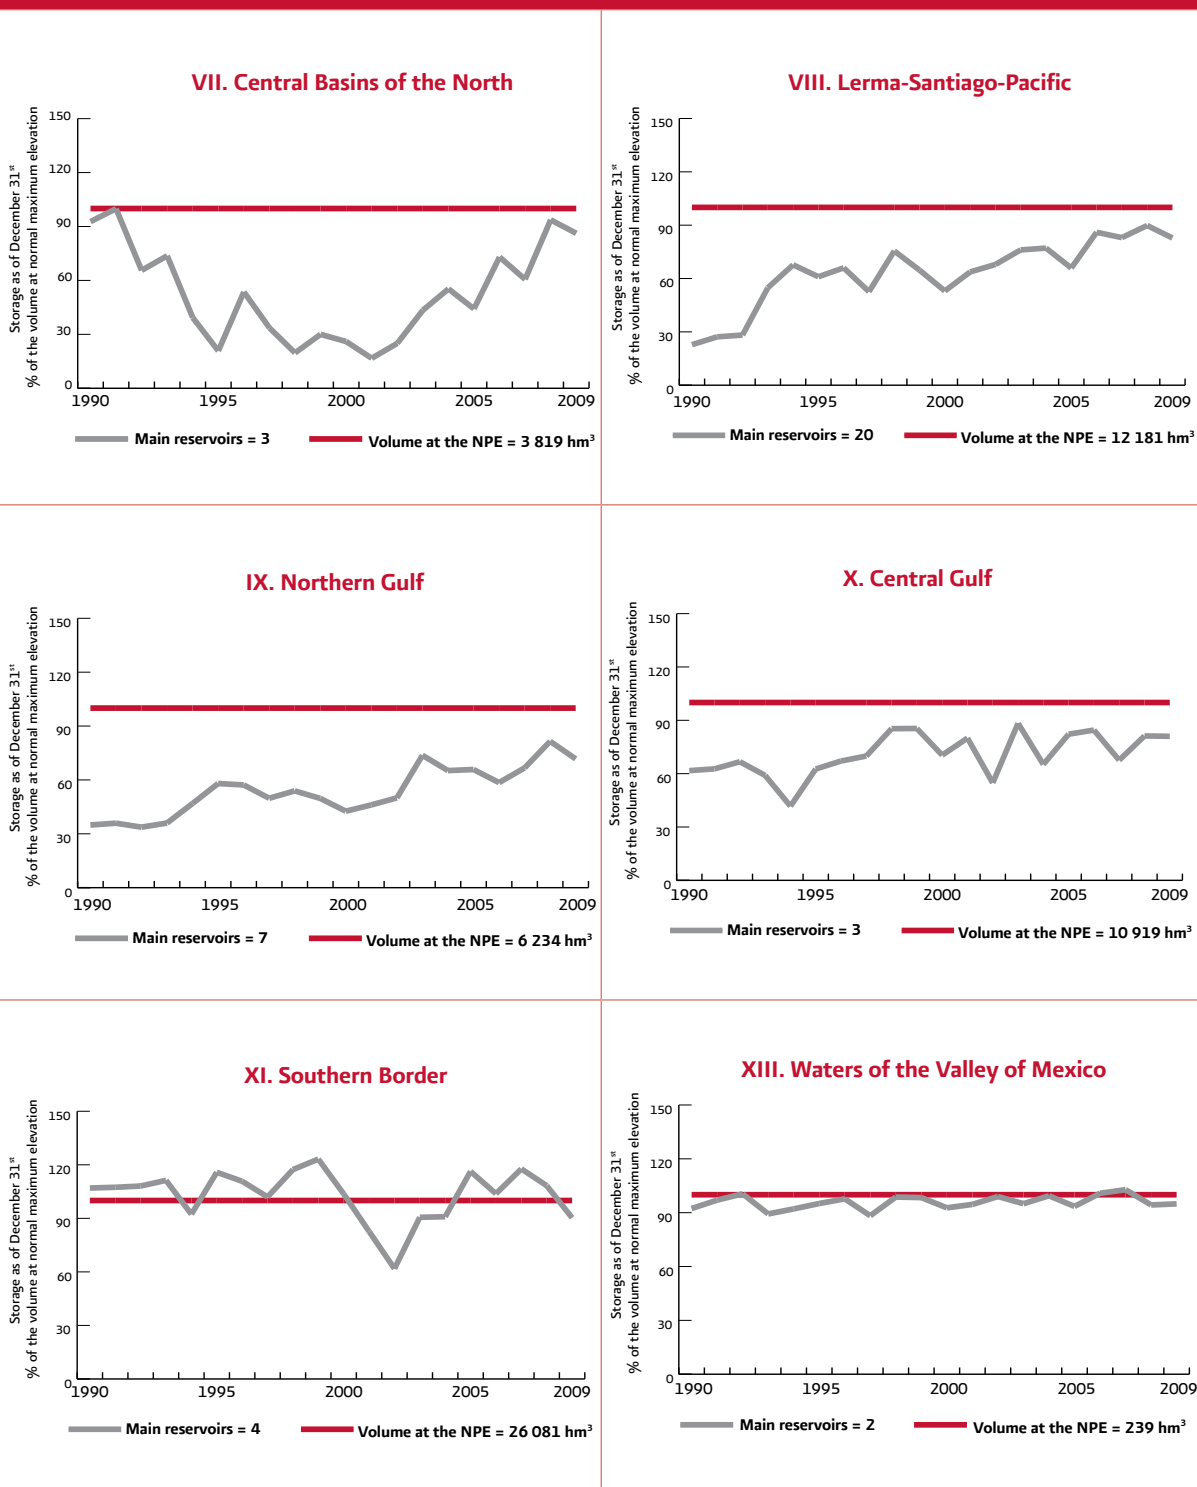 VII. Central Basins of the North
Storage as of December 31st
% of the volume at normal maximum elevation
150
120
90
60
30
0
1990 1995 2000 2005 2009
Main reservoirs = 3 Volume at the NPE = 3 819 hm³
VIII. Lerma-Santiago-Pacific
Storage as of December 31st
% of the volume at normal maximum elevation
150
120
90
60
30
0
1990 1995 2000 2005 2009
Main reservoirs = 20 Volume at the NPE = 12 181 hm³
IX. Northern Gulf
Storage as of December 31st
% of the volume at normal maximum elevation
150
120
90
60
30
0
1990 1995 2000 2005 2009
Main reservoirs = 7 Volume at the NPE = 6 234 hm³
X. Central Gulf
Storage as of December 31st
% of the volume at normal maximum elevation
150
120
90
60
30
0
1990 1995 2000 2005 2009
Main reservoirs = 3 Volume at the NPE = 10 919 hm³
XI. Southern Border
Storage as of December 31st
% of the volume at normal maximum elevation
150
120
90
60
30
0
1990 1995 2000 2005 2009
Main reservoirs = 4 Volume at the NPE = 26 081 hm³
XIII. Waters of the Valley of Mexico
Storage as of December 31st
% of the volume at normal maximum elevation
150
120
90
60
30
0
1990 1995 2000 2005 2009
Main reservoirs = 2 Volume at the NPE = 239 hm³